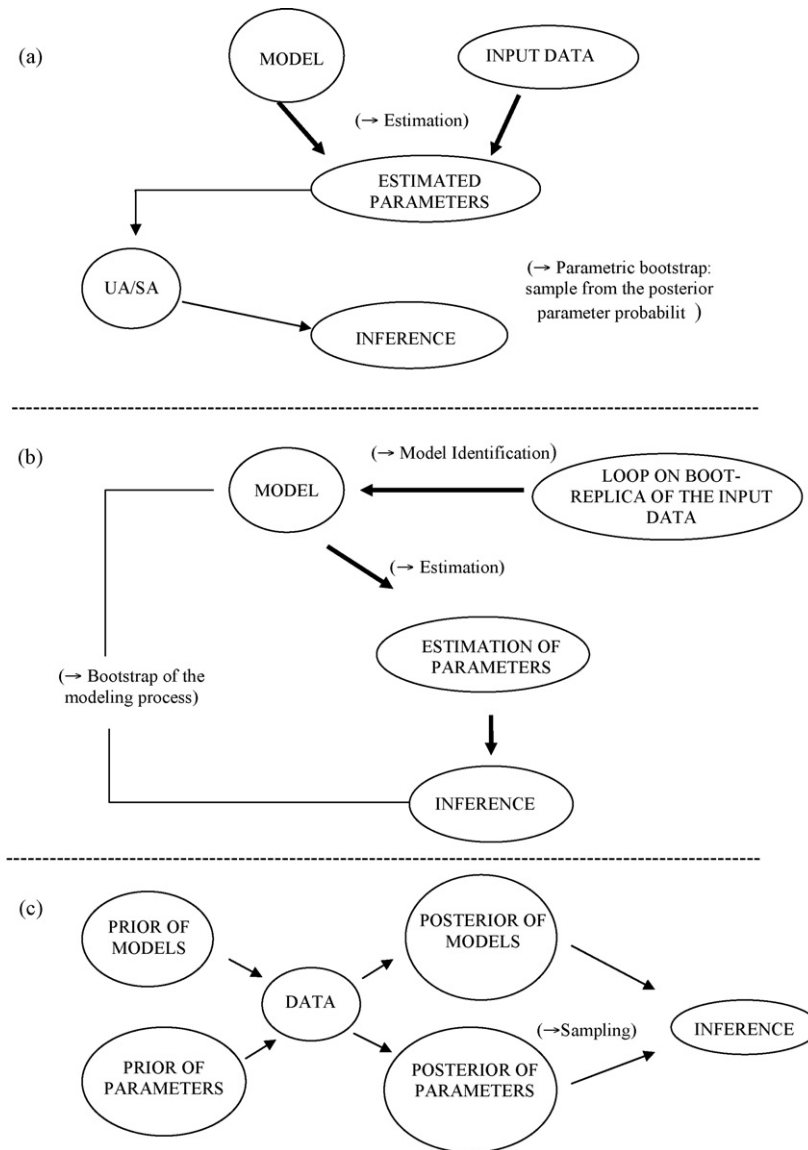 (a)
MODEL
INPUT DATA
(→ Estimation)
ESTIMATED
PARAMETERS
UA/SA
(→ Parametric bootstrap:
sample from the posterior
parameter probabilit )
INFERENCE
(b)
(→ Model Identification)
MODEL
LOOP ON BOOT-
REPLICA OF THE INPUT
DATA
(→ Estimation)
ESTIMATION OF
PARAMETERS
(→ Bootstrap of the
modeling process)
INFERENCE
(c)
PRIOR OF
MODELS
POSTERIOR OF
MODELS
DATA
(→Sampling)
INFERENCE
PRIOR OF
PARAMETERS
POSTERIOR OF
PARAMETERS